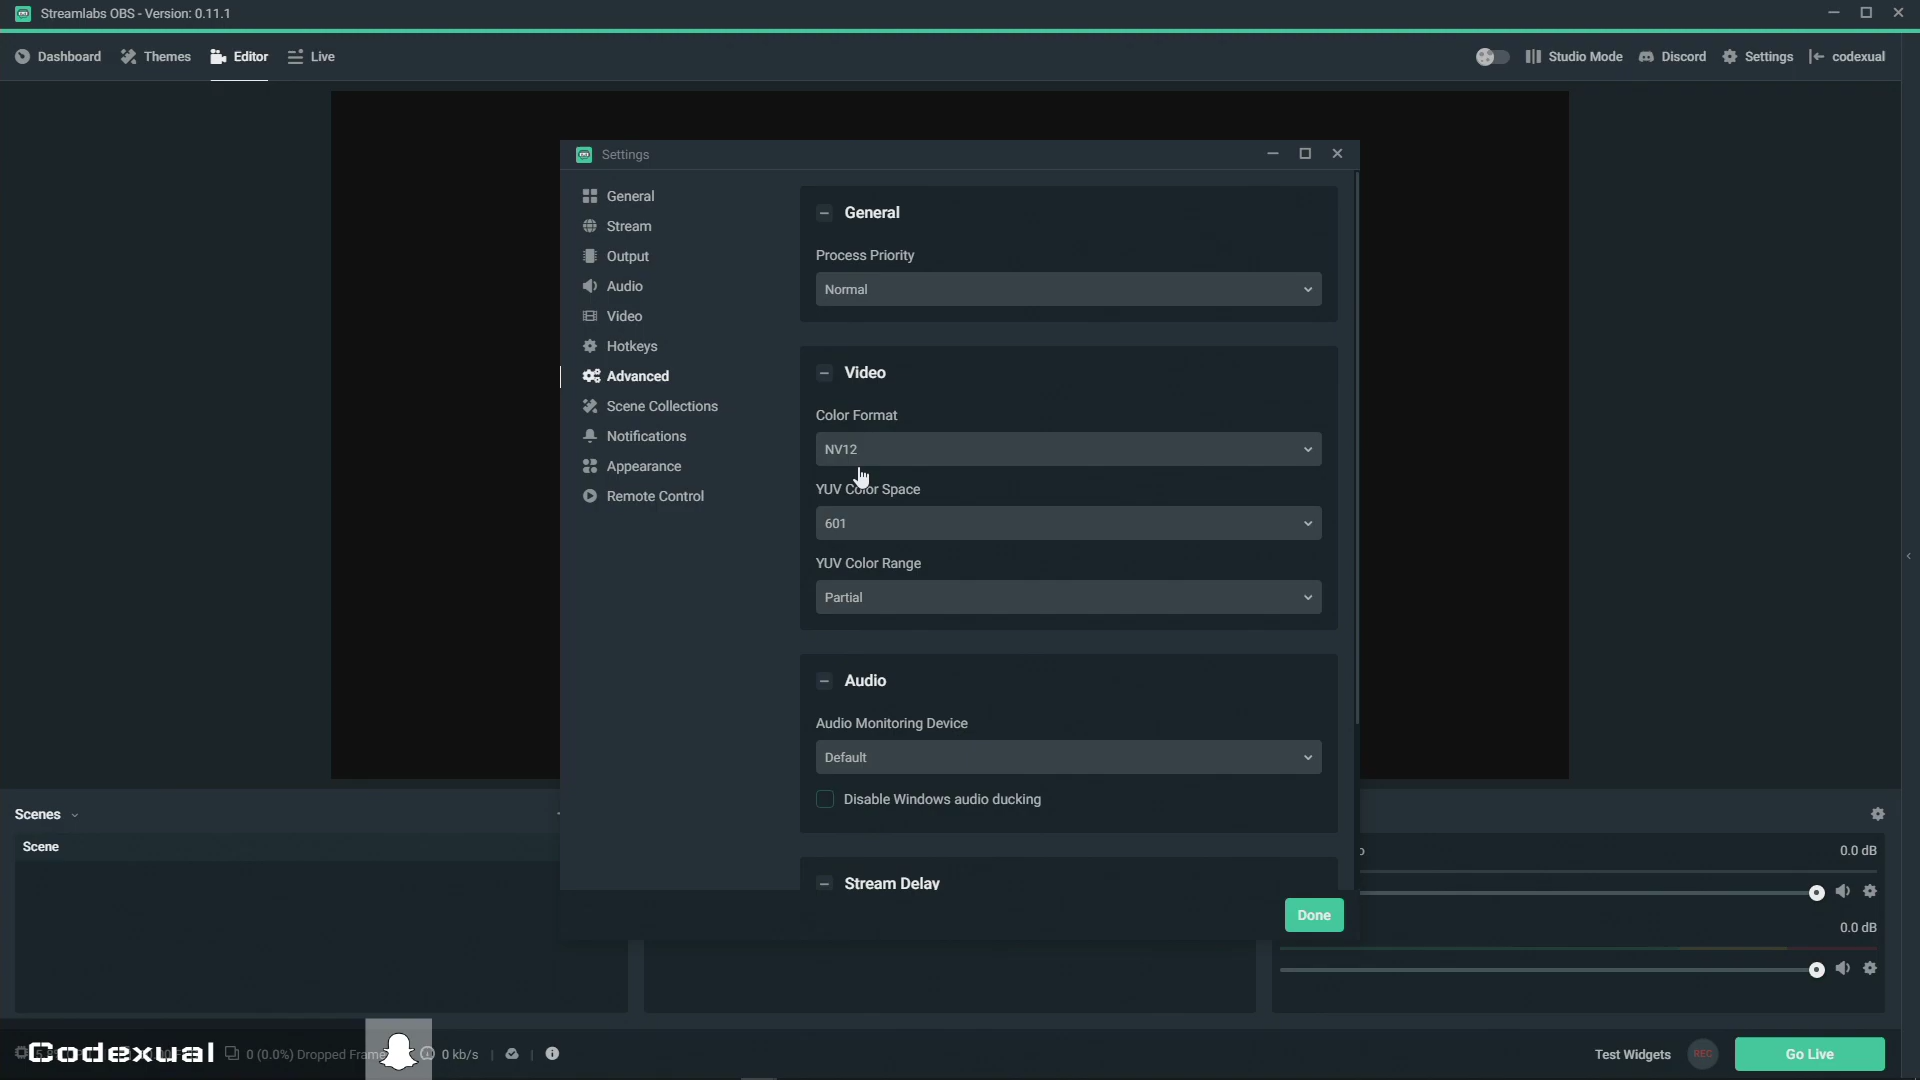 Streamlabs OBS - Version: 0.11.1
Dashboard
Themes
Editor
Live
Studio Mode
Discord
Settings
codexual
Settings
General
Stream
Output
Audio
Video
Hotkeys
Advanced
Scene Collections
Notifications
Appearance
Remote Control
General
Process Priority
Normal
Video
Color Format
NV12
YUV Color Space
601
YUV Color Range
Partial
Audio
Audio Monitoring Device
Default
Disable Windows audio ducking
Stream Delay
Done
Scenes
Scene
0.0 dB
0.0 dB
Codexual
0 (0.0%) Dropped Frame
0 kb/s
Test Widgets
REC
Go Live